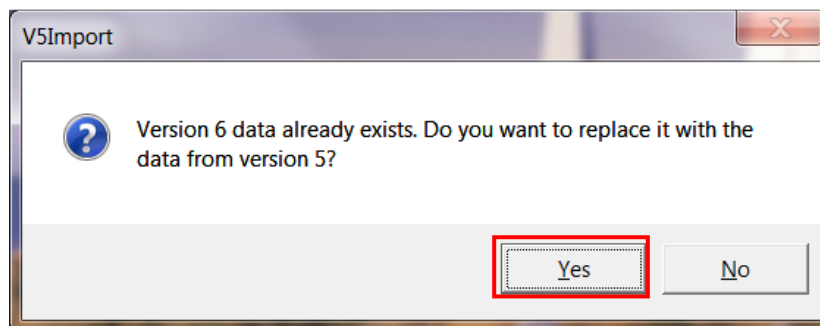 V5Import
Version 6 data already exists. Do you want to replace it with the
data from version 5?
Yes
No